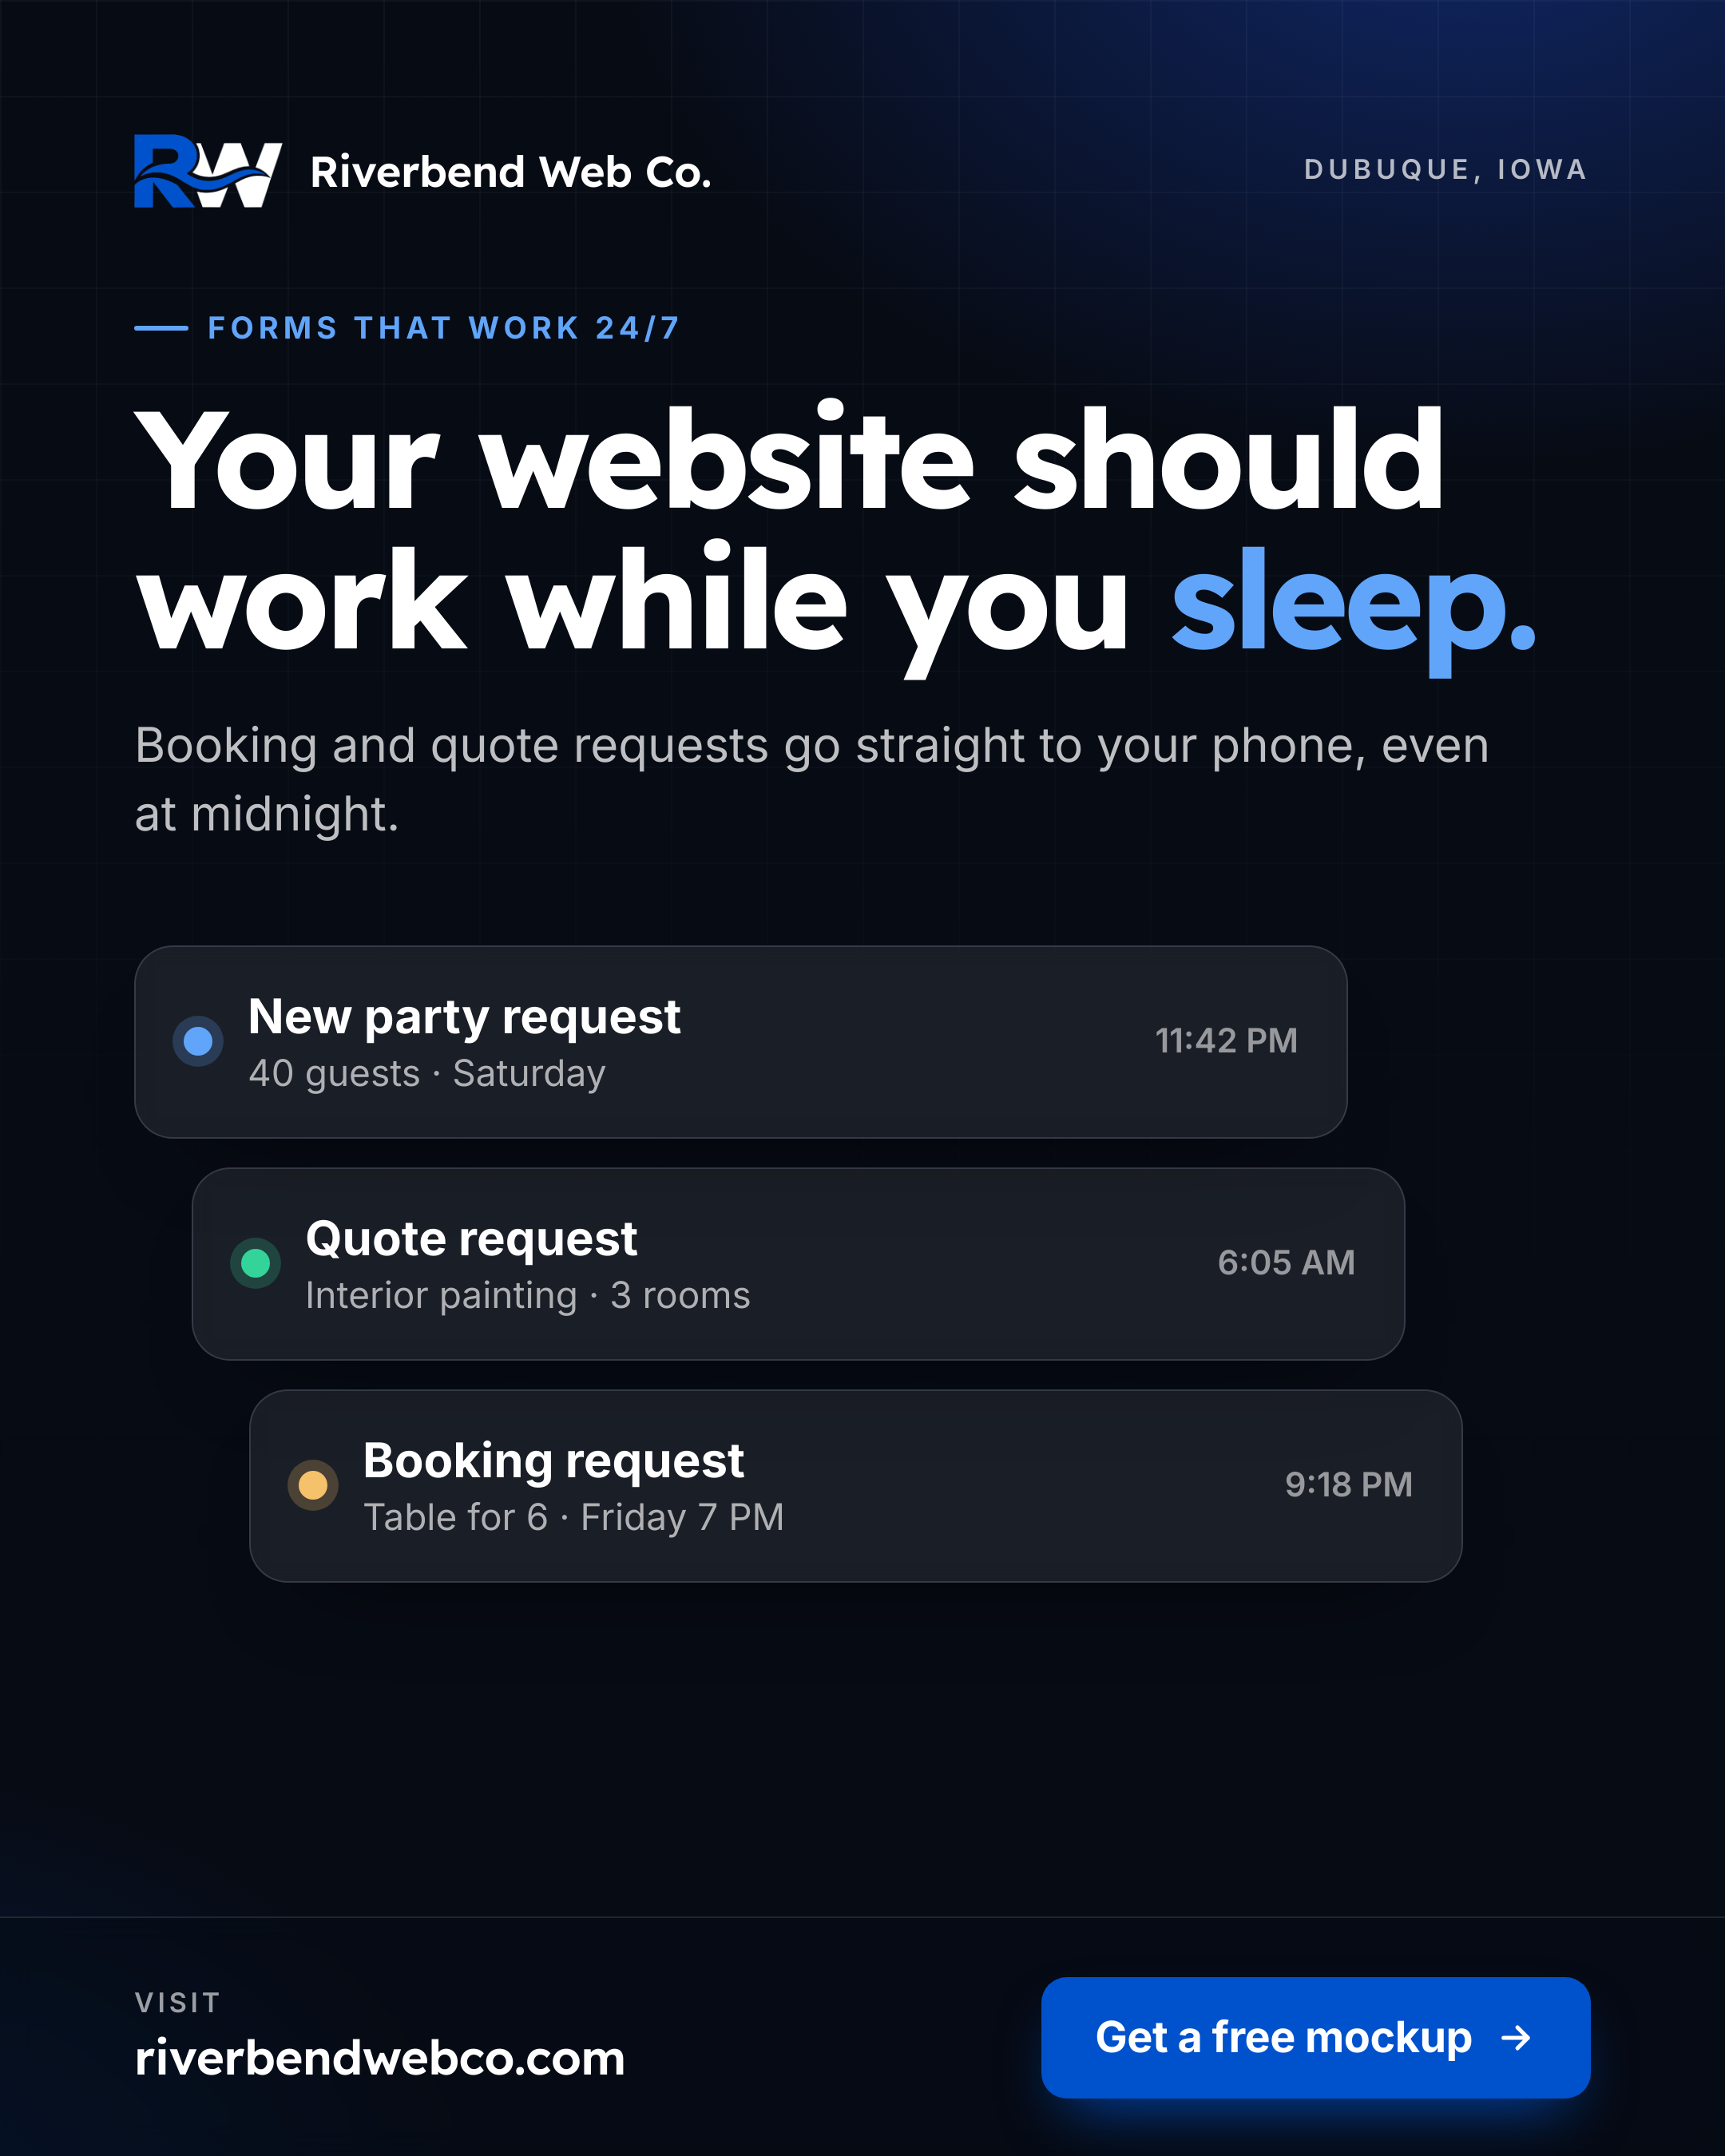 RW Riverbend Web Co.
DUBUQUE, IOWA
FORMS THAT WORK 24/7
Your website should
work while you sleep.
Booking and quote requests go straight to your phone, even
at midnight.
New party request
40 guests · Saturday
11:42 PM
Quote request
Interior painting · 3 rooms
6:05 AM
Booking request
Table for 6 · Friday 7 PM
9:18 PM
VISIT
riverbendwebco.com
Get a free mockup →